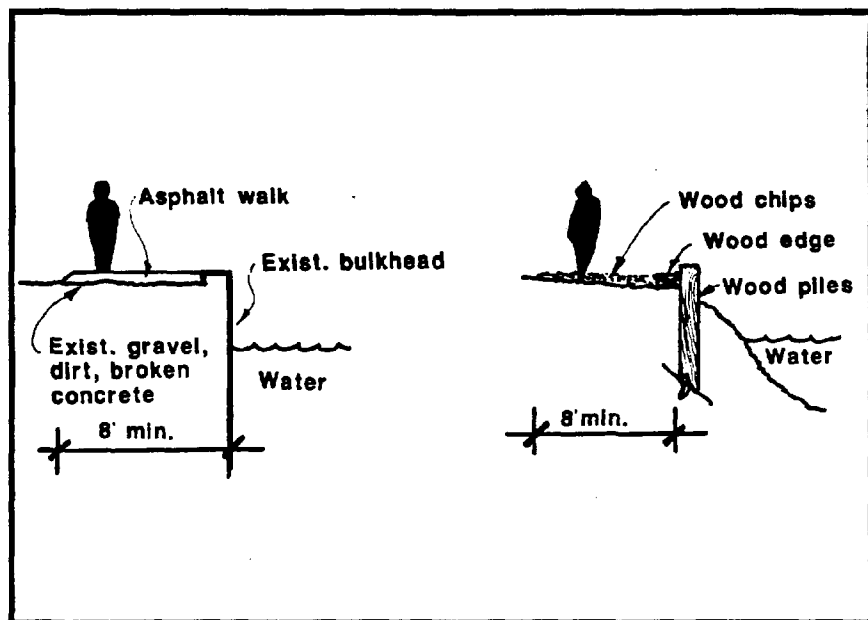 Asphalt walk
Exist. bulkhead
Exist. gravel,
dirt, broken
concrete
Water
8' min.
Wood chips
Wood edge
Wood piles
Water
8' min.